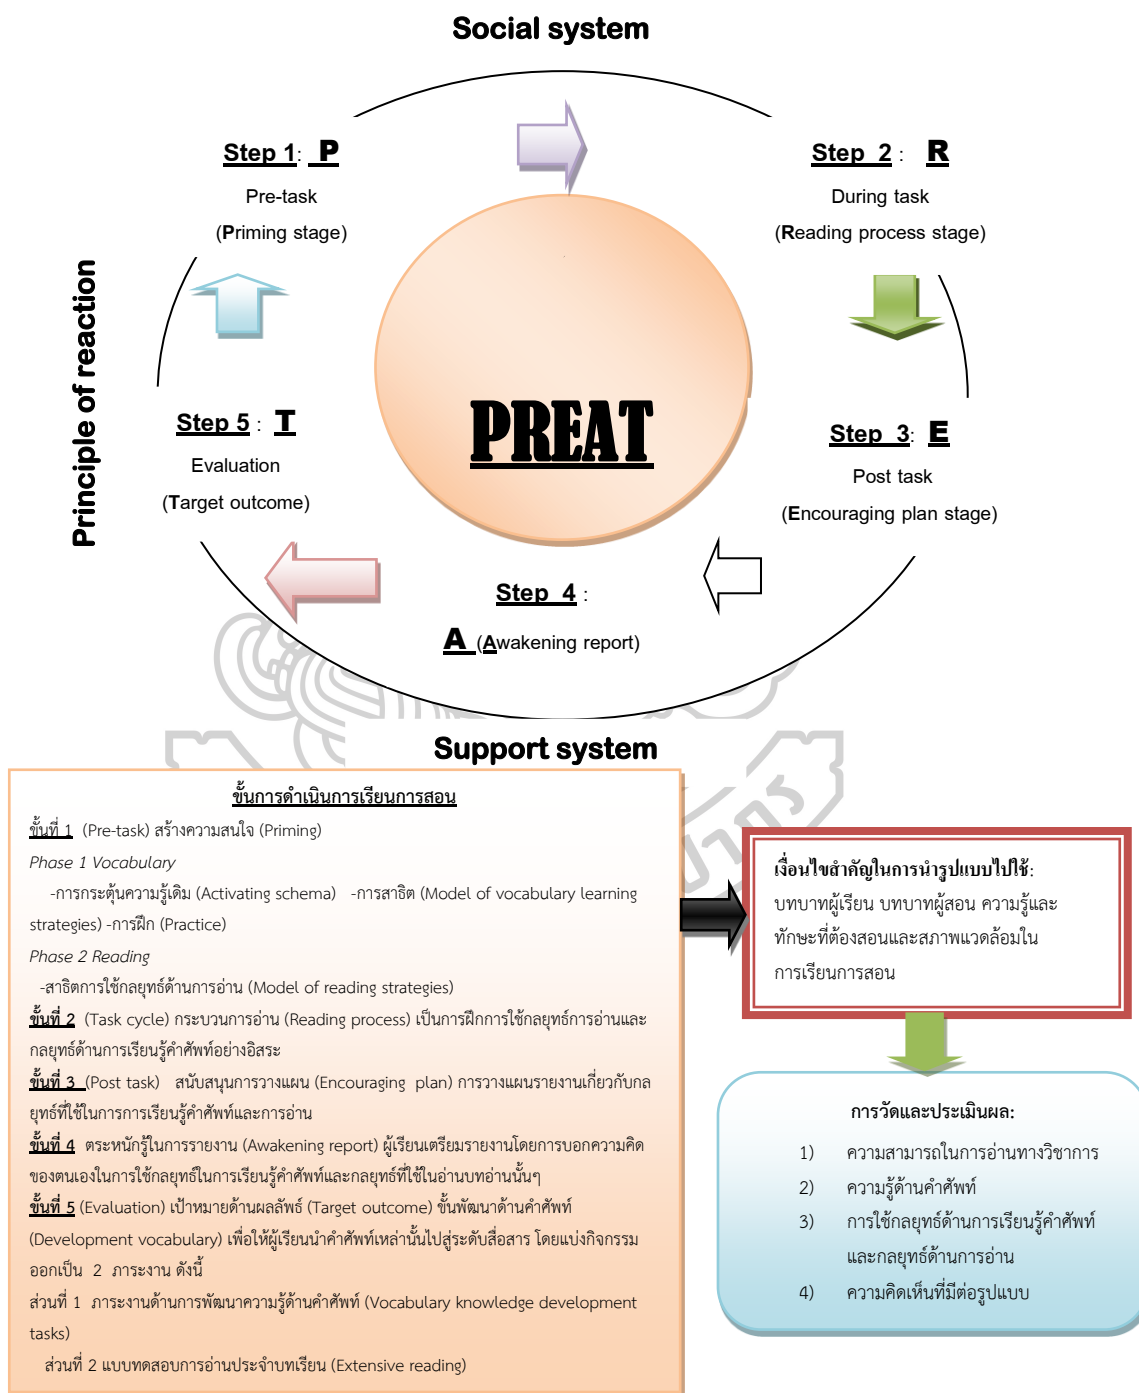 Social system
Step 1: P
Pre-task
(Priming stage)
Step 2 : R
During task
(Reading process stage)
Principle of reaction
PREAT
Step 5 : T
Evaluation
(Target outcome)
Step 3: E
Post task
(Encouraging plan stage)
Step 4 :
A (Awakening report)
Support system
ขั้นการดำเนินการเรียนการสอน
ขั้นที่ 1 (Pre-task) สร้างความสนใจ (Priming)
Phase 1 Vocabulary
-การกระตุ้นความรู้เดิม (Activating schema) -การสาธิต (Model of vocabulary learning
strategies) -การฝึก (Practice)
Phase 2 Reading
-สาธิตการใช้กลยุทธ์ด้านการอ่าน (Model of reading strategies)
ขั้นที่ 2 (Task cycle) กระบวนการอ่าน (Reading process) เป็นการฝึกการใช้กลยุทธ์การอ่านและ
กลยุทธ์ด้านการเรียนรู้คำศัพท์อย่างอิสระ
ขั้นที่ 3 (Post task) สนับสนุนการวางแผน (Encouraging plan) การวางแผนรายงานเกี่ยวกับกล
ยุทธ์ที่ใช้ในการการเรียนรู้คำศัพท์และการอ่าน
ขั้นที่ 4 ตระหนักรู้ในการรายงาน (Awakening report) ผู้เรียนเตรียมรายงานโดยการบอกความคิด
ของตนเองในการใช้กลยุทธ์ในการเรียนรู้คำศัพท์และกลยุทธ์ที่ใช้ในอ่านบทอ่านนั้นๆ
ขั้นที่ 5 (Evaluation) เป้าหมายด้านผลลัพธ์ (Target outcome) ขั้นพัฒนาด้านคำศัพท์
(Development vocabulary) เพื่อให้ผู้เรียนนำคำศัพท์เหล่านั้นไปสู่ระดับสื่อสาร โดยแบ่งกิจกรรม
ออกเป็น 2 ภาระงาน ดังนี้
ส่วนที่ 1 ภาระงานด้านการพัฒนาความรู้ด้านคำศัพท์ (Vocabulary knowledge development
tasks)
ส่วนที่ 2 แบบทดสอบการอ่านประจำบทเรียน (Extensive reading)
เงื่อนไขสำคัญในการนำรูปแบบไปใช้:
บทบาทผู้เรียน บทบาทผู้สอน ความรู้และ
ทักษะที่ต้องสอนและสภาพแวดล้อมใน
การเรียนการสอน
การวัดและประเมินผล:
1) ความสามารถในการอ่านทางวิชาการ
2) ความรู้ด้านคำศัพท์
3) การใช้กลยุทธ์ด้านการเรียนรู้คำศัพท์
และกลยุทธ์ด้านการอ่าน
4) ความคิดเห็นที่มีต่อรูปแบบ